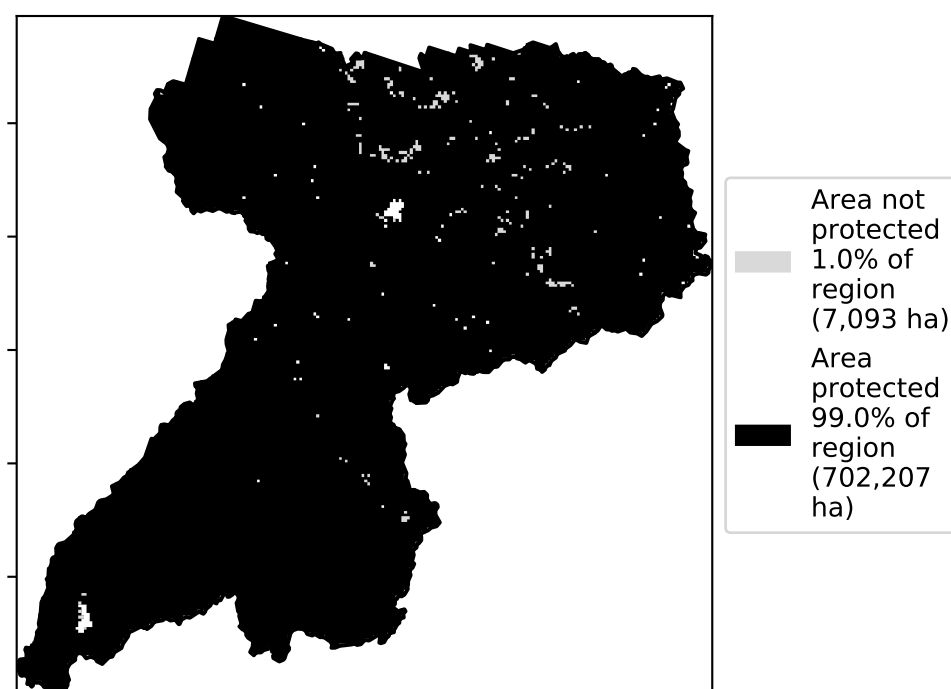 Area not
protected
1.0% of
region
(7,093 ha)
Area
protected
99.0% of
region
(702,207
ha)